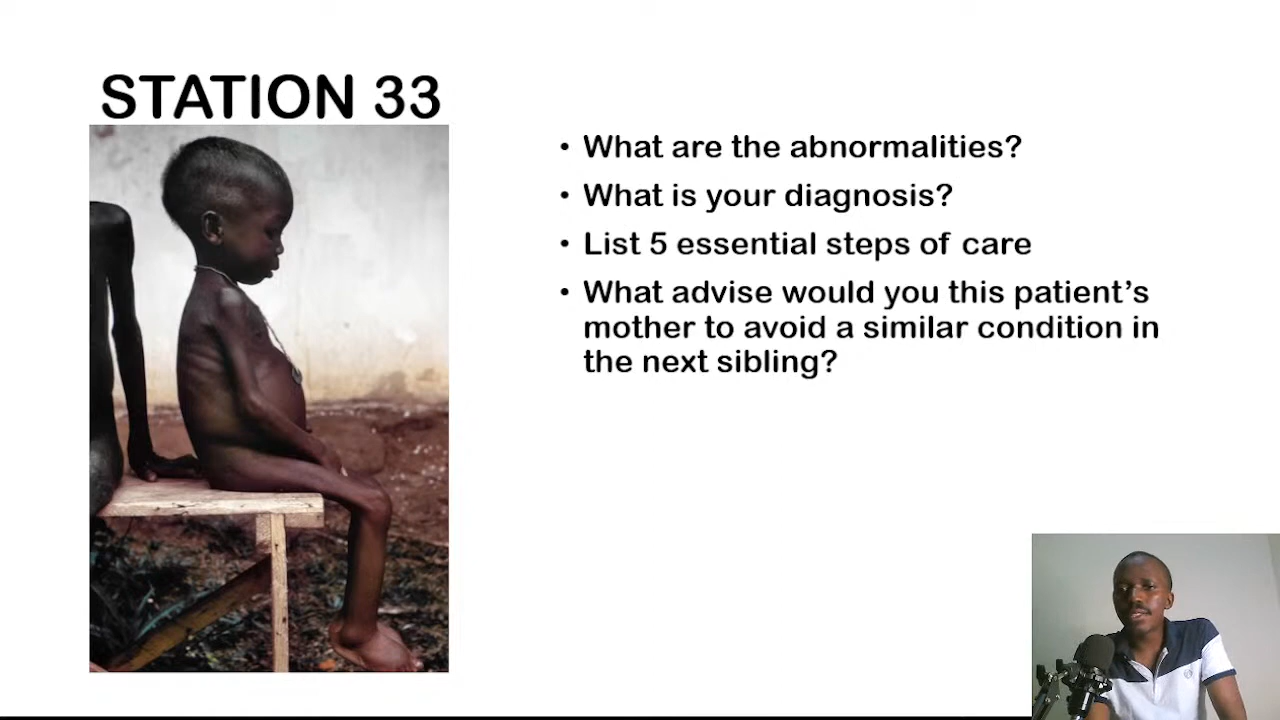 STATION 33
• What are the abnormalities?
• What is your diagnosis?
• List 5 essential steps of care
• What advise would you this patient’s
mother to avoid a similar condition in
the next sibling?